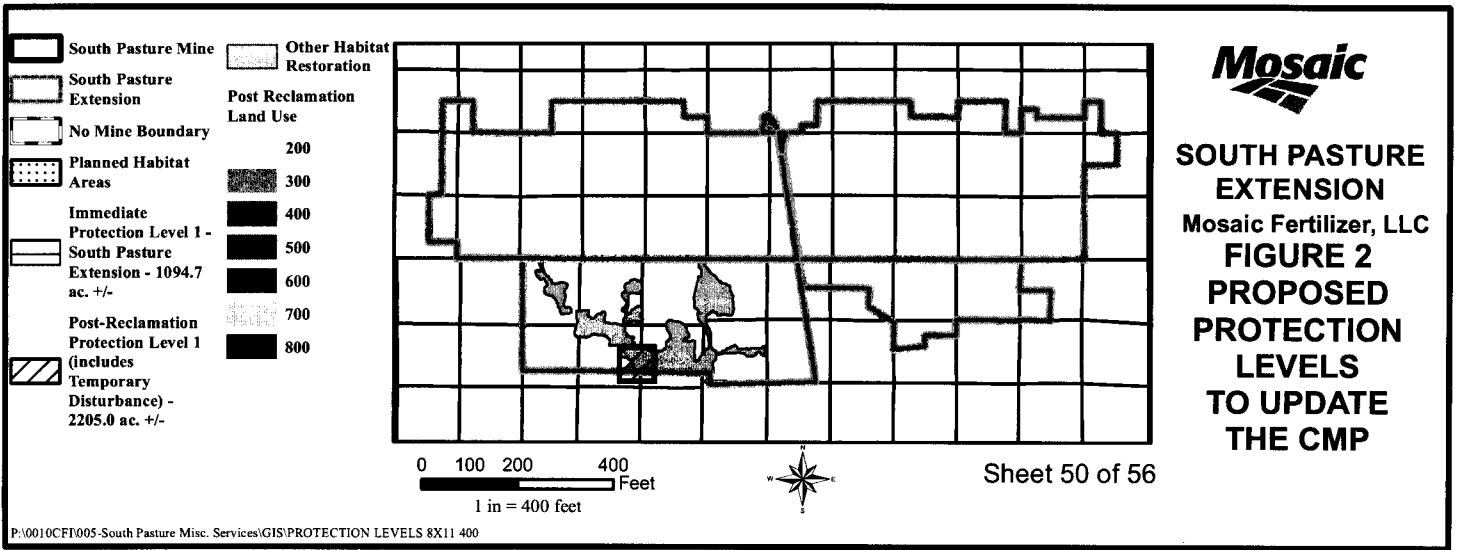 South Pasture Mine
South Pasture
Extension
No Mine Boundary
Planned Habitat
Areas
Immediate
Protection Level 1 -
South Pasture
Extension - 1094.7
ac. +/-
Post-Reclamation
Protection Level 1
(includes
Temporary
Disturbance) -
2205.0 ac. +/-
Other Habitat
Restoration
Post Reclamation
Land Use
200
300
400
500
600
700
800
0 100 200 400
Feet
1 in = 400 feet
N
W E
S
Sheet 50 of 56
Mosaic
SOUTH PASTURE
EXTENSION
Mosaic Fertilizer, LLC
FIGURE 2
PROPOSED
PROTECTION
LEVELS
TO UPDATE
THE CMP
P:\0010CFI\005-South Pasture Misc. Services\GIS\PROTECTION LEVELS 8X11 400